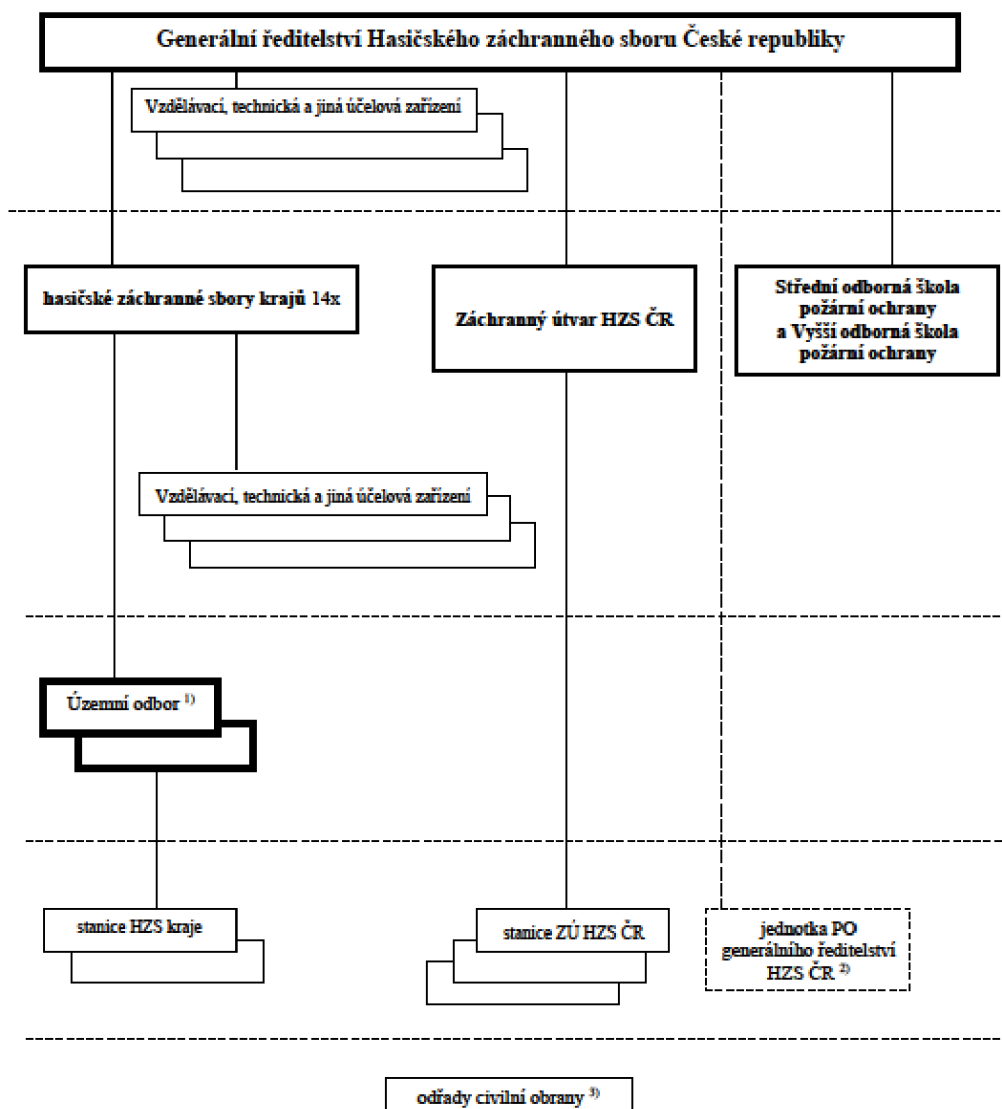 Generální ředitelství Hasičského záchranného sboru České republiky
Vzdělávací, technická a jiná účelová zařízení
hasičské záchranné sbory krajů 14x
Záchranný útvar HZS ČR
Střední odborná škola
požární ochrany
a Vyšší odborná škola
požární ochrany
Vzdělávací, technická a jiná účelová zařízení
Územní odbor 1)
stanice HZS kraje
stanice ZÚ HZS ČR
jednotka PO
generálního ředitelství
HZS ČR 2)
odřady civilní obrany 3)